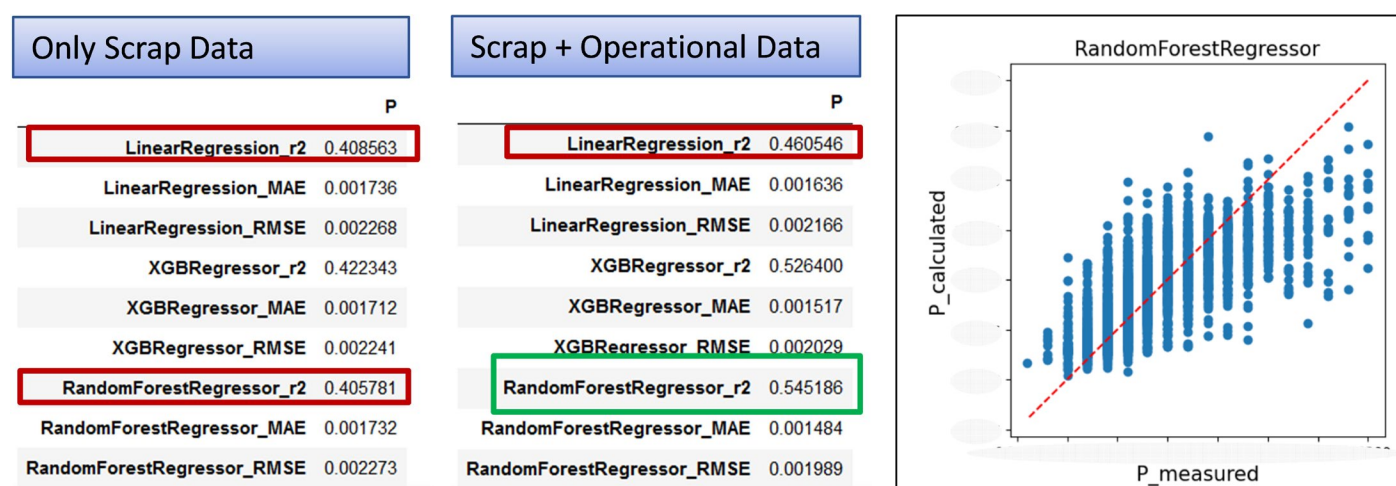 Only Scrap Data
P
LinearRegression_r2 0.408563
LinearRegression_MAE 0.001736
LinearRegression_RMSE 0.002268
XGBRegressor_r2 0.422343
XGBRegressor_MAE 0.001712
XGBRegressor_RMSE 0.002241
RandomForestRegressor_r2 0.405781
RandomForestRegressor_MAE 0.001732
RandomForestRegressor_RMSE 0.002273
Scrap + Operational Data
P
LinearRegression_r2 0.460546
LinearRegression_MAE 0.001636
LinearRegression_RMSE 0.002166
XGBRegressor_r2 0.526400
XGBRegressor_MAE 0.001517
XGBRegressor_RMSE 0.002029
RandomForestRegressor_r2 0.545186
RandomForestRegressor_MAE 0.001484
RandomForestRegressor_RMSE 0.001989
RandomForestRegressor
P_calculated
P_measured